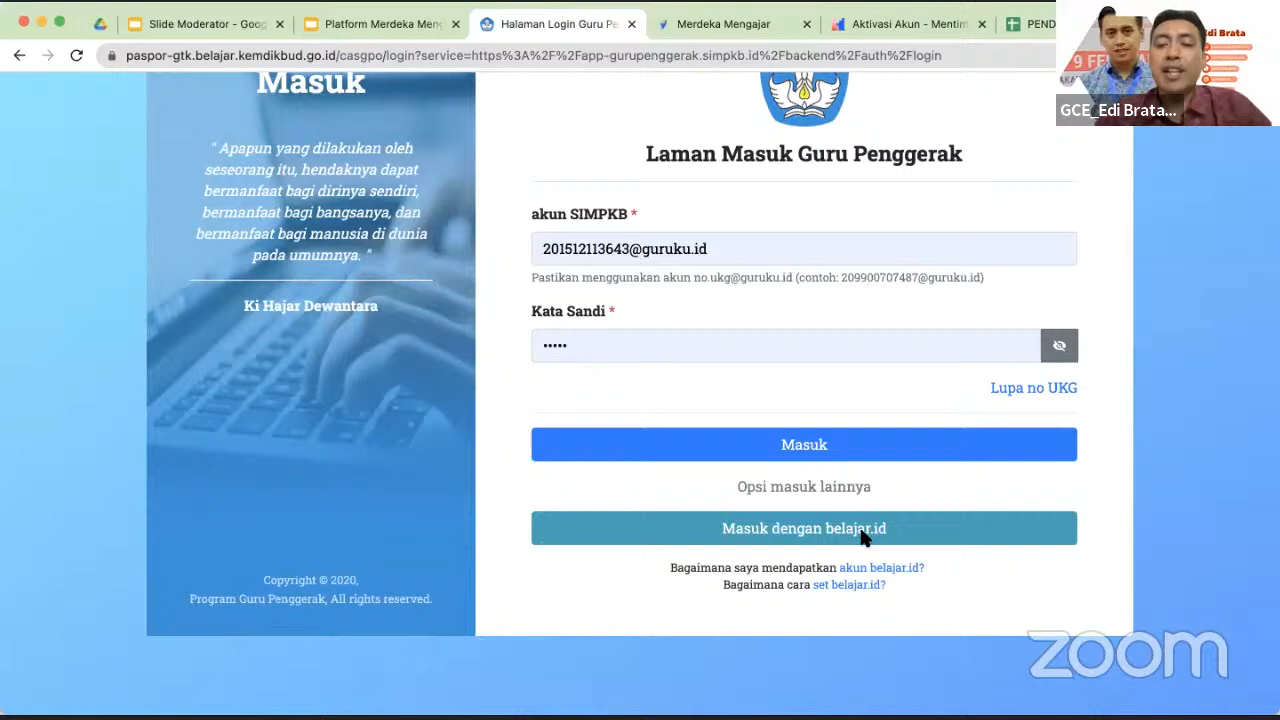 Slide Moderator - Goog
Platform Merdeka Men
Halaman Login Guru Pe
Merdeka Mengajar
Aktivasi Akun - Mentim
PEND
paspor-gtk.belajar.kemdikbud.go.id/casgpo/login?service=https%3A%2F%2Fapp-gurupenggerak.simpkb.id%2Fbackend%2Fauth%2Flogin
9 FE
Edi Brata
GCE_Edi Brata...
Masuk
" Apapun yang dilakukan oleh
seseorang itu, hendaknya dapat
bermanfaat bagi dirinya sendiri,
bermanfaat bagi bangsanya, dan
bermanfaat bagi manusia di dunia
pada umumnya. "
Ki Hajar Dewantara
Copyright © 2020,
Program Guru Penggerak, All rights reserved.
Laman Masuk Guru Penggerak
akun SIMPKB *
201512113643@guruku.id
Pastikan menggunakan akun no.ukg@guruku.id (contoh: 209900707487@guruku.id)
Kata Sandi *
•••••
Lupa no UKG
Masuk
Opsi masuk lainnya
Masuk dengan belajar.id
Bagaimana saya mendapatkan akun belajar.id?
Bagaimana cara set belajar.id?
zoom